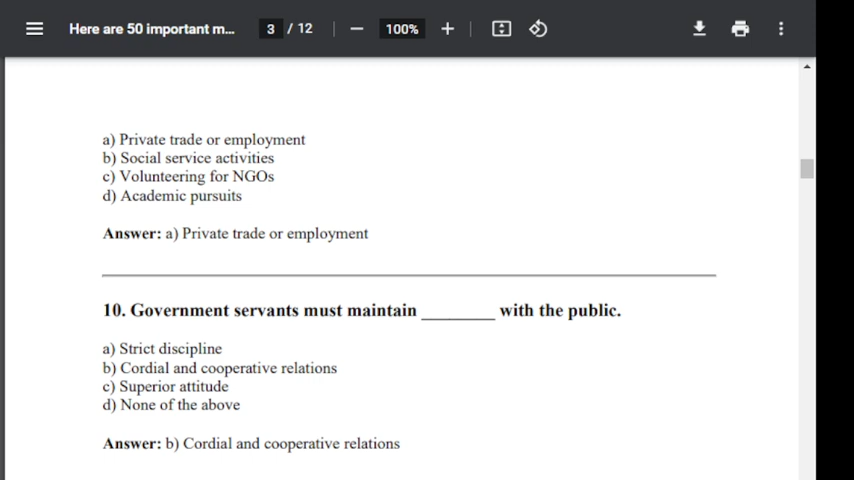 Here are 50 important m... 3 / 12 100%
a) Private trade or employment
b) Social service activities
c) Volunteering for NGOs
d) Academic pursuits
Answer: a) Private trade or employment
10. Government servants must maintain ________ with the public.
a) Strict discipline
b) Cordial and cooperative relations
c) Superior attitude
d) None of the above
Answer: b) Cordial and cooperative relations